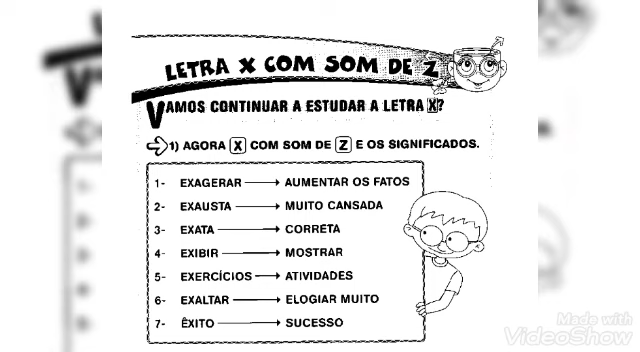 LETRA X COM SOM DE Z
VAMOS CONTINUAR A ESTUDAR A LETRA X?
1) AGORA X COM SOM DE Z E OS SIGNIFICADOS.
1- EXAGERAR → AUMENTAR OS FATOS
2- EXAUSTA → MUITO CANSADA
3- EXATA → CORRETA
4- EXIBIR → MOSTRAR
5- EXERCÍCIOS → ATIVIDADES
6- EXALTAR → ELOGIAR MUITO
7- ÊXITO → SUCESSO
Made with
VideoShow